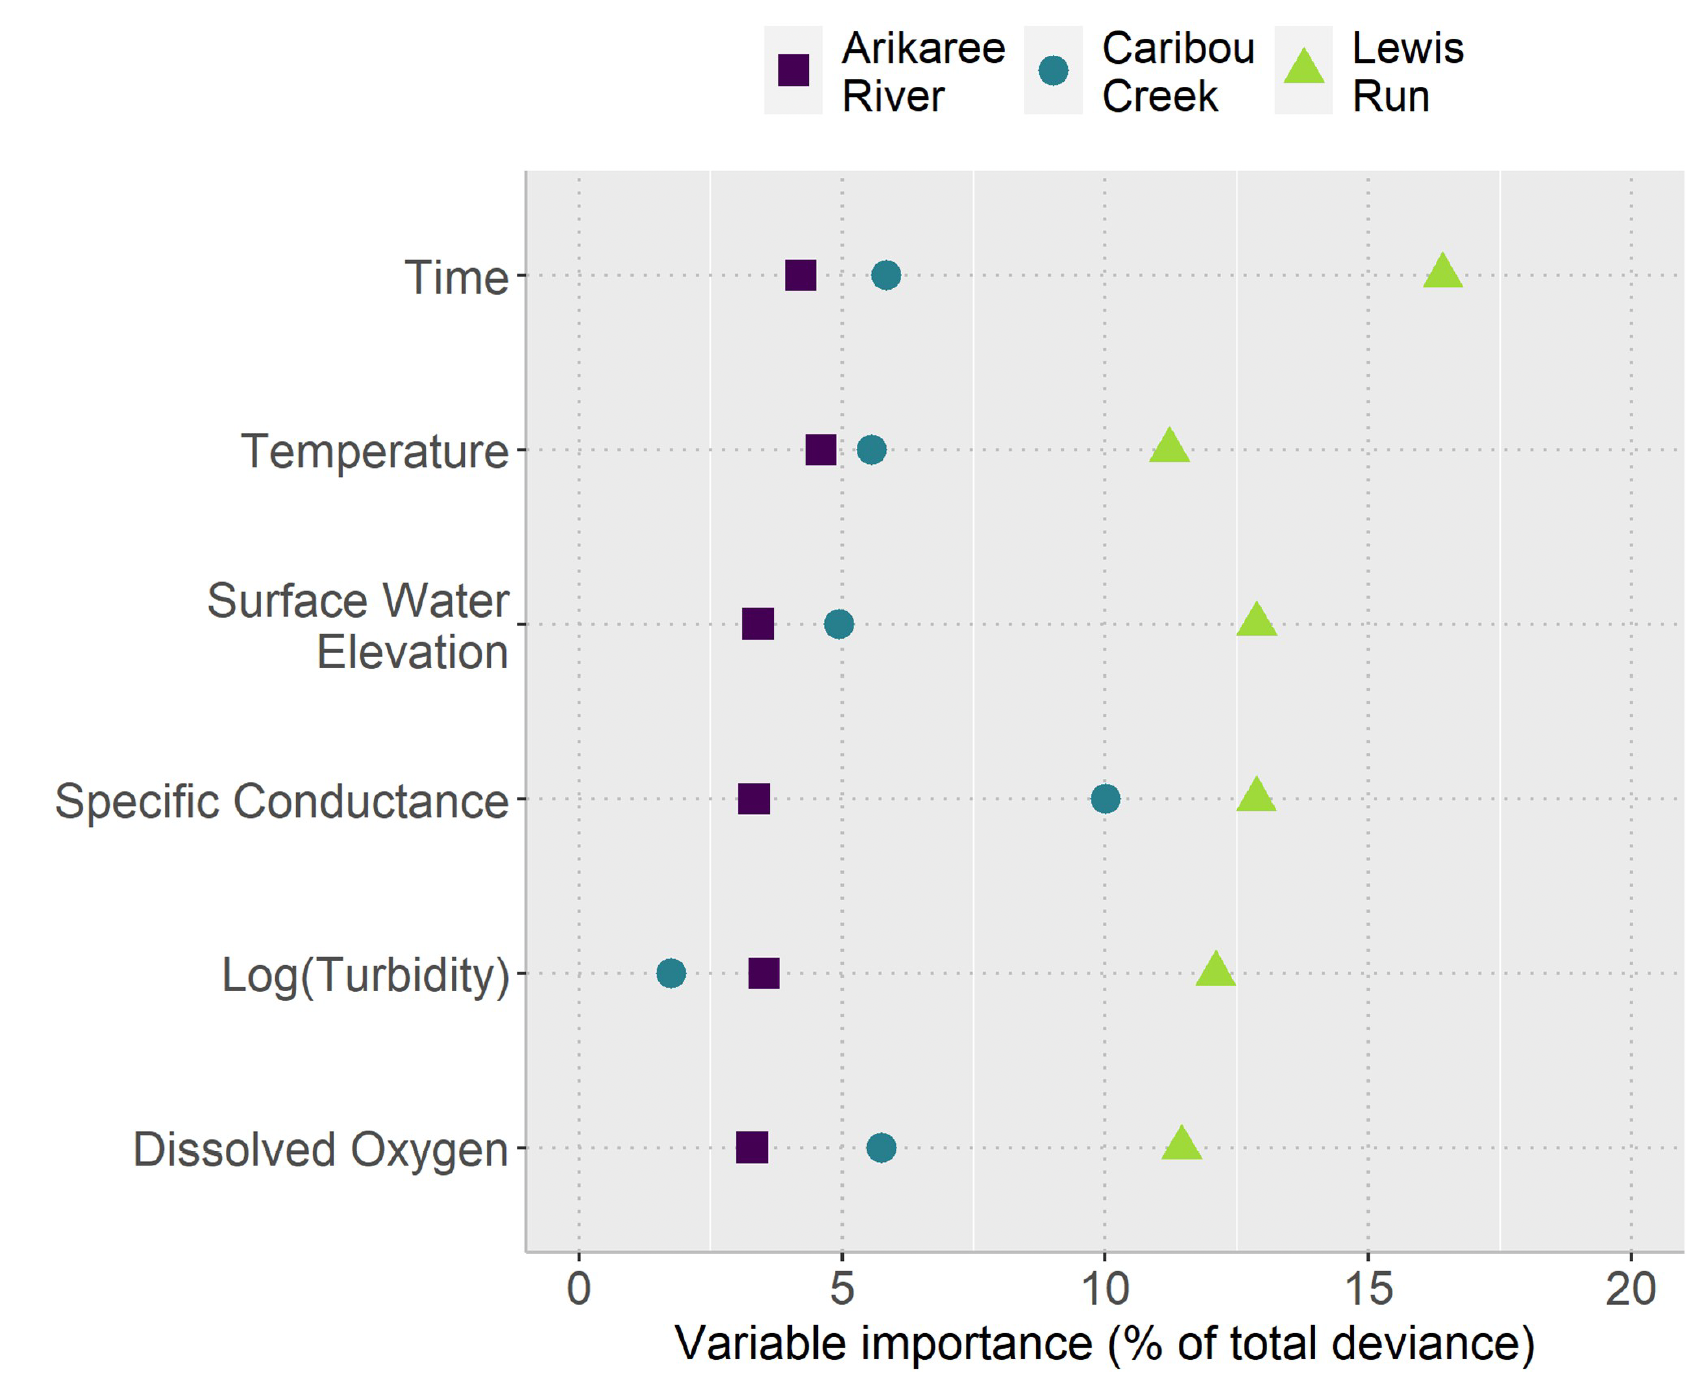 Arikaree
River
Caribou
Creek
Lewis
Run
Time
Temperature
Surface Water
Elevation
Specific Conductance
Log(Turbidity)
Dissolved Oxygen
0 5 10 15 20
Variable importance (% of total deviance)